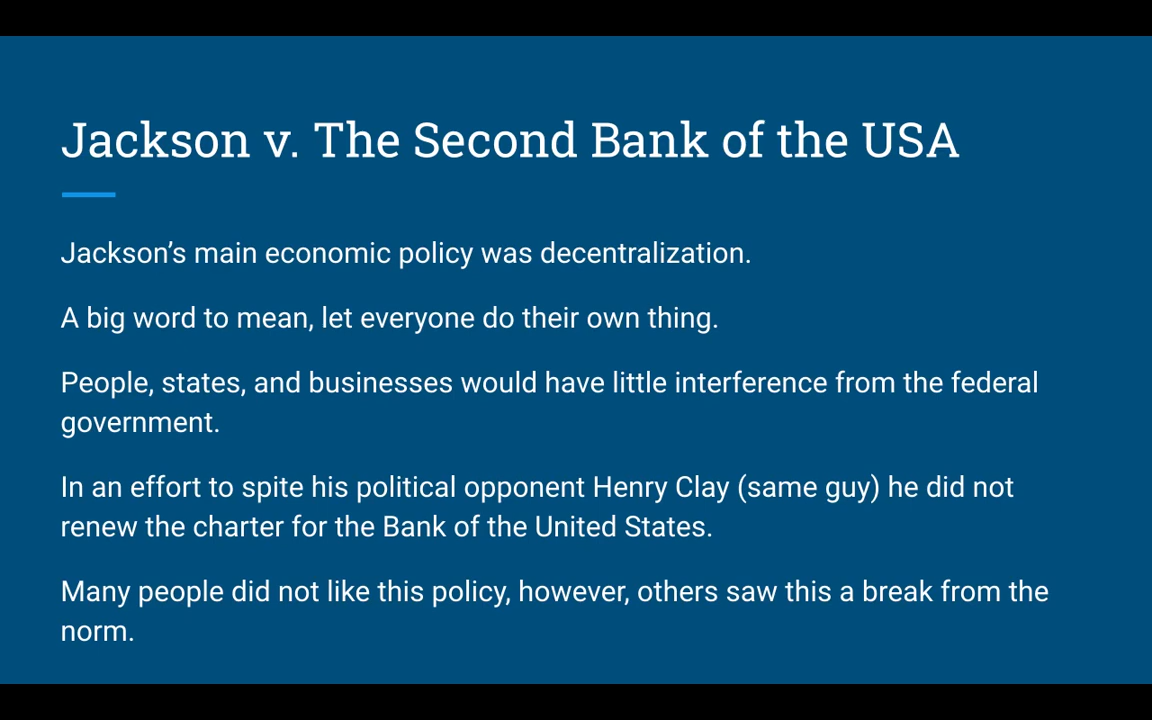 Jackson v. The Second Bank of the USA
Jackson’s main economic policy was decentralization.
A big word to mean, let everyone do their own thing.
People, states, and businesses would have little interference from the federal
government.
In an effort to spite his political opponent Henry Clay (same guy) he did not
renew the charter for the Bank of the United States.
Many people did not like this policy, however, others saw this a break from the
norm.